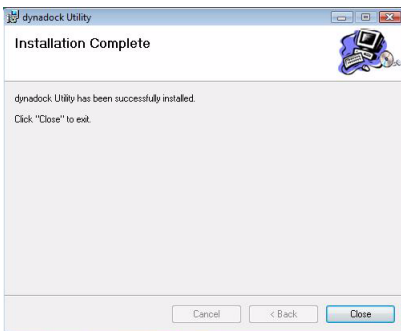 dynadock Utility
Installation Complete
dynadock Utility has been successfully installed.
Click "Close" to exit.
Cancel
< Back
Close